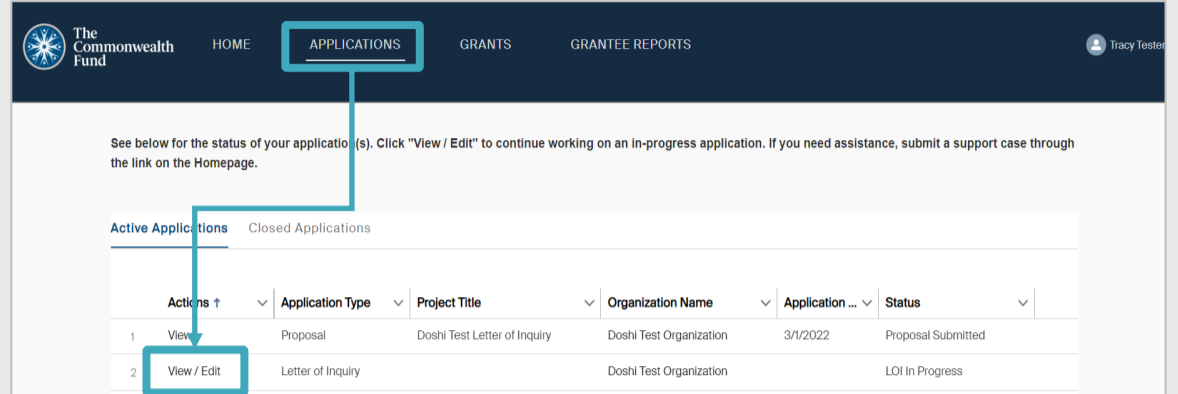 The
Commonwealth
Fund
HOME
APPLICATIONS
GRANTS
GRANTEE REPORTS
Tracy Tester
See below for the status of your application(s). Click "View / Edit" to continue working on an in-progress application. If you need assistance, submit a support case through
the link on the Homepage.
Active Applications Closed Applications
Actions ↑ Application Type Project Title Organization Name Application ... Status
1 View Proposal Doshi Test Letter of Inquiry Doshi Test Organization 3/1/2022 Proposal Submitted
2 View / Edit Letter of Inquiry Doshi Test Organization LOI In Progress